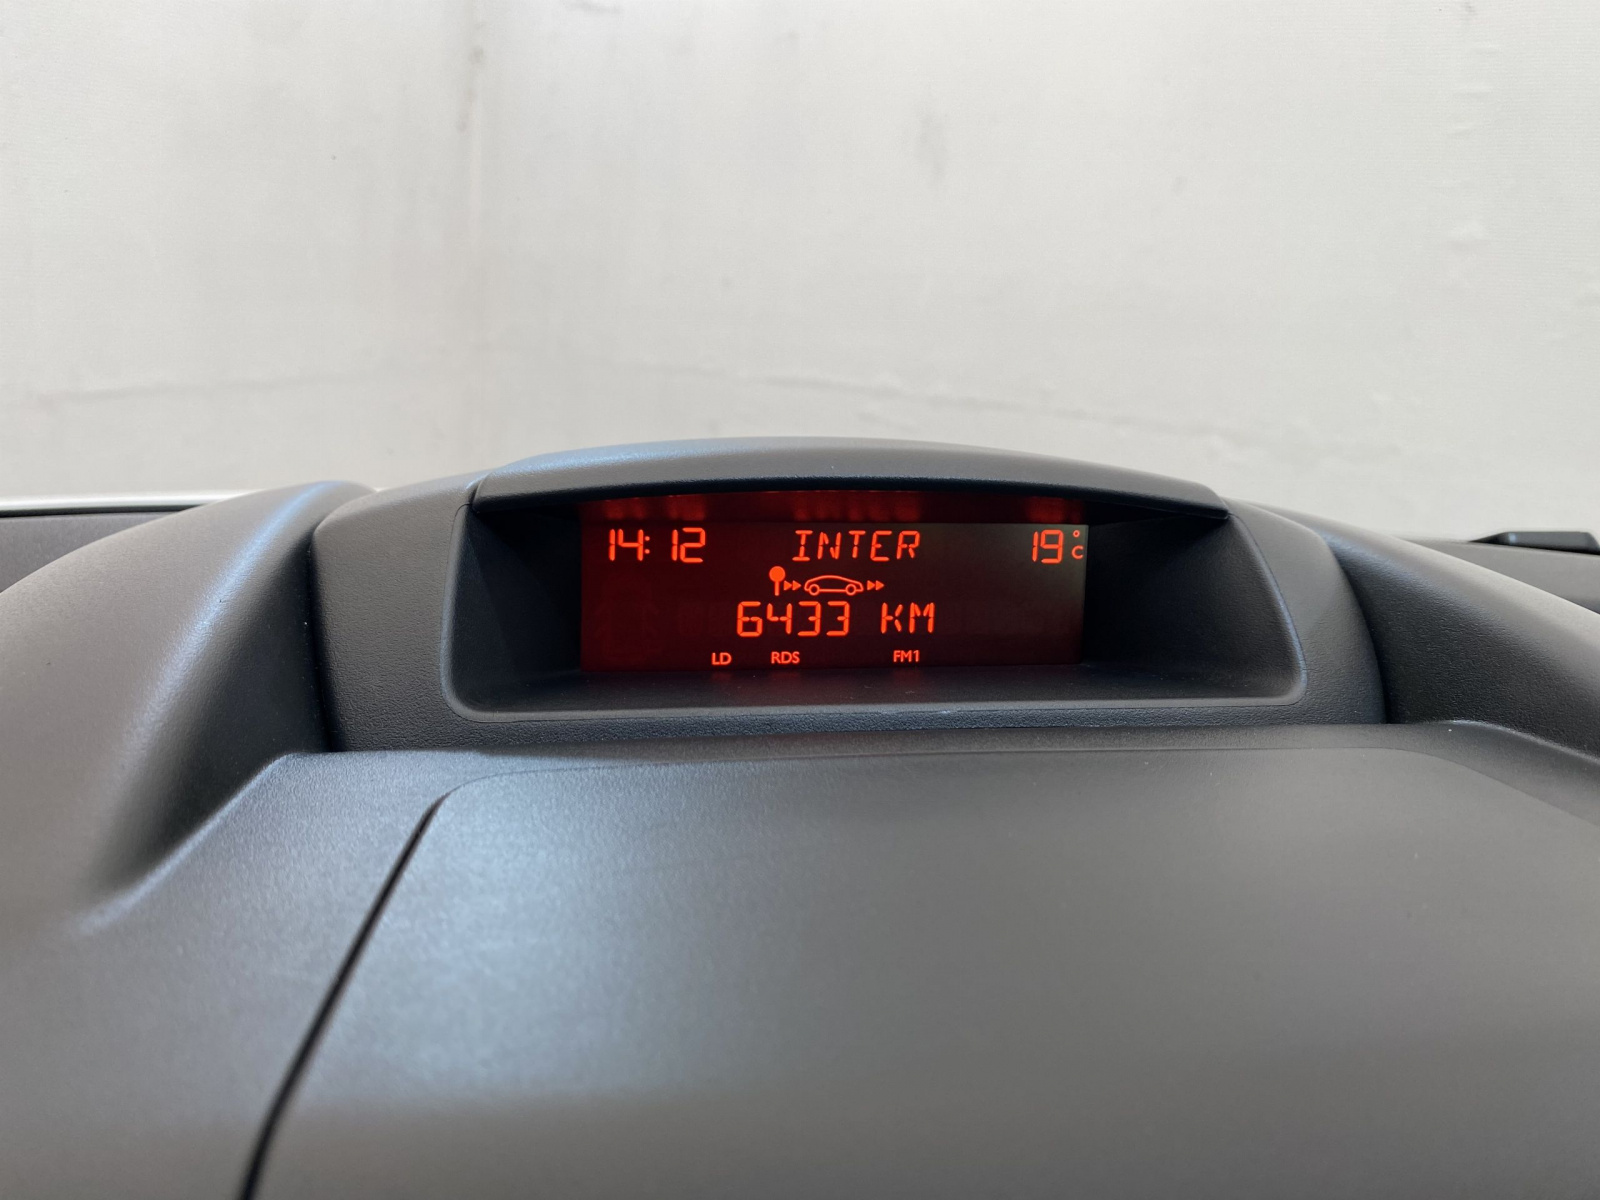 14:12 INTER 19°C
6433 KM
LD RDS FM1